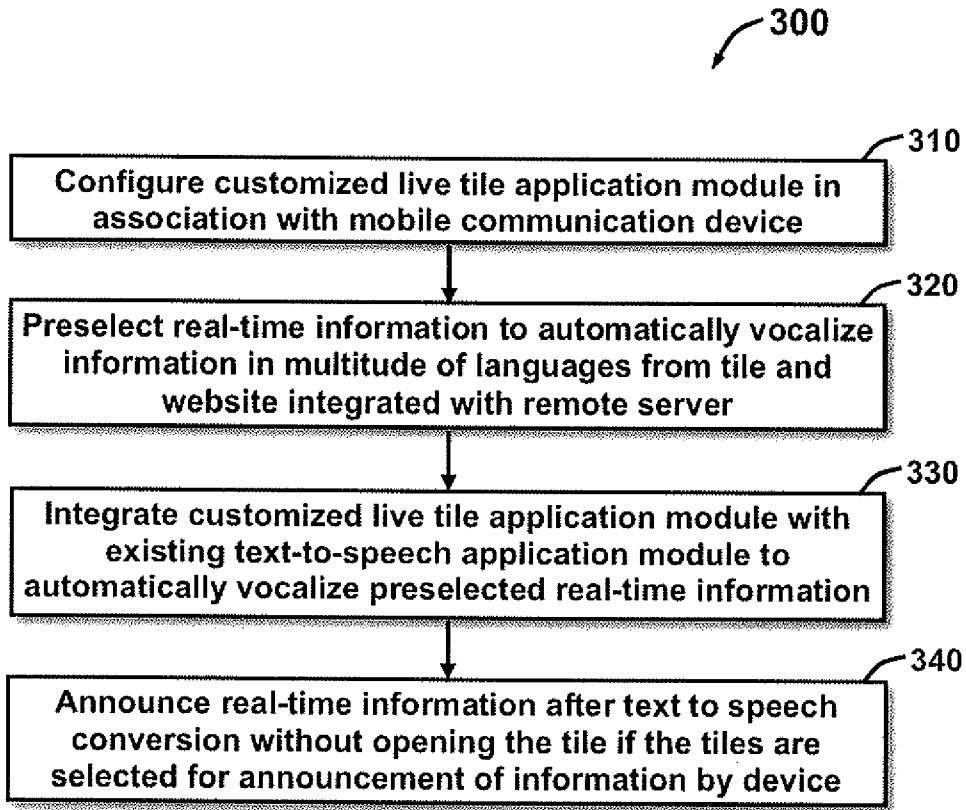 300
310
Configure customized live tile application module in
association with mobile communication device
320
Preselect real-time information to automatically vocalize
information in multitude of languages from tile and
website integrated with remote server
330
Integrate customized live tile application module with
existing text-to-speech application module to
automatically vocalize preselected real-time information
340
Announce real-time information after text to speech
conversion without opening the tile if the tiles are
selected for announcement of information by device